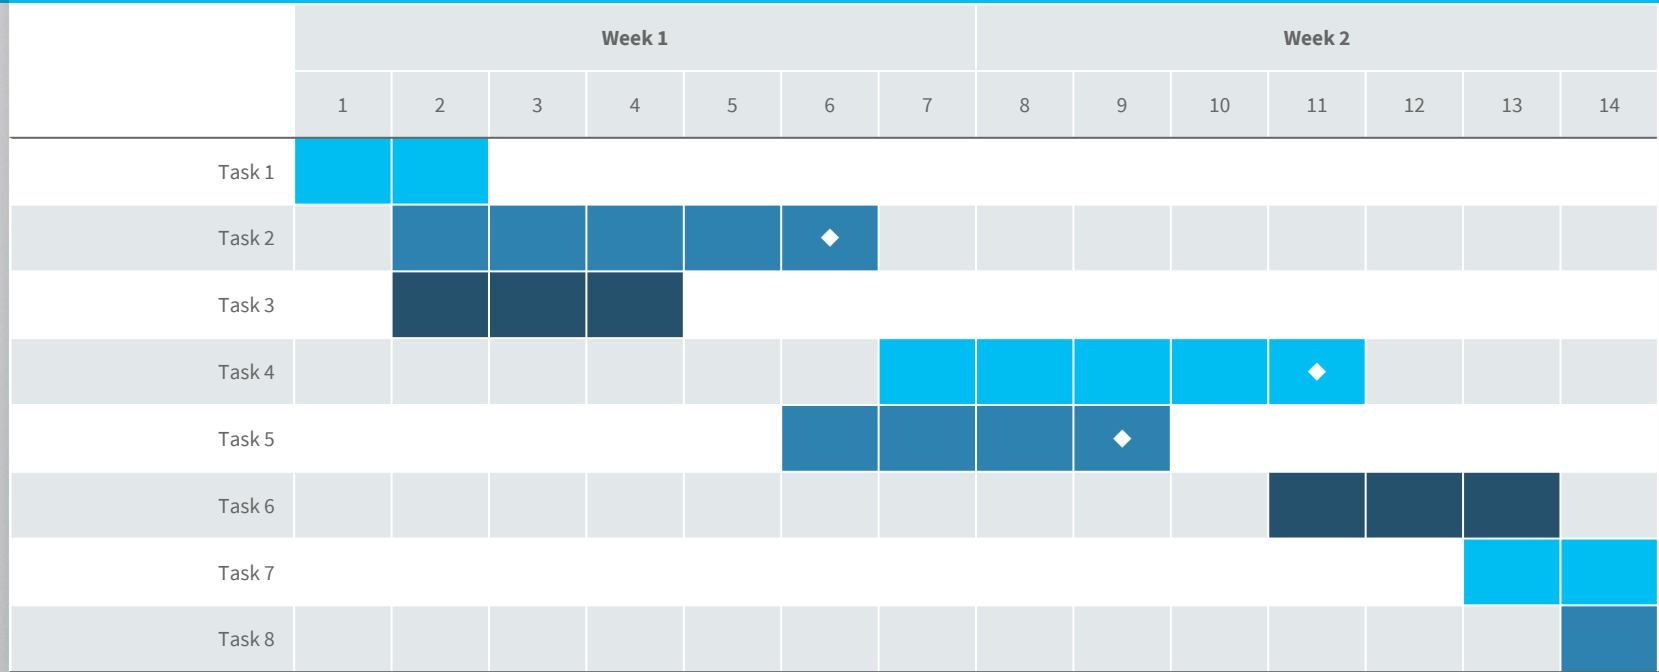 Week 1 Week 2
1 2 3 4 5 6 7 8 9 10 11 12 13 14
Task 1
Task 2
Task 3
Task 4
Task 5
Task 6
Task 7
Task 8